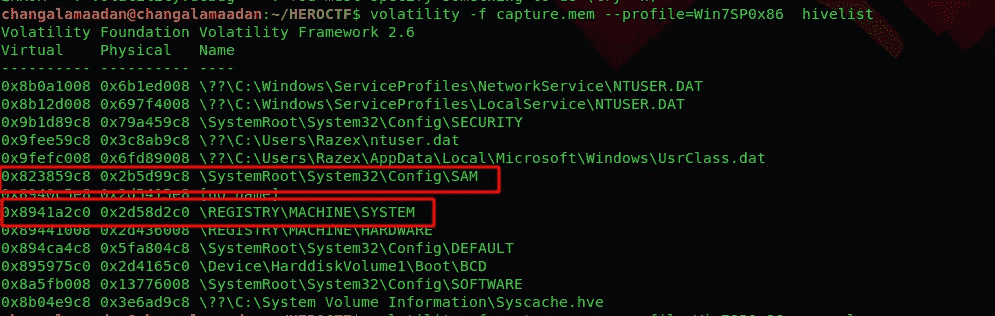 changalamaadan@changalamaadan:~/HEROCTF$ volatility -f capture.mem --profile=Win7SP0x86  hivelist
Volatility Foundation Volatility Framework 2.6
Virtual    Physical   Name
---------- ---------- ----
0x8b0a1008 0x6b1ed008 \??\C:\Windows\ServiceProfiles\NetworkService\NTUSER.DAT
0x8b12d008 0x697f4008 \??\C:\Windows\ServiceProfiles\LocalService\NTUSER.DAT
0x9b1d89c8 0x79a459c8 \SystemRoot\System32\Config\SECURITY
0x9fee59c8 0x3c8ab9c8 \??\C:\Users\Razex\ntuser.dat
0x9fefc008 0x6fd89008 \??\C:\Users\Razex\AppData\Local\Microsoft\Windows\UsrClass.dat
0x823859c8 0x2b5d99c8 \SystemRoot\System32\Config\SAM
[no name]
0x8941a2c0 0x2d58d2c0 \REGISTRY\MACHINE\SYSTEM
0x89441008 0x2d436008 \REGISTRY\MACHINE\HARDWARE
0x894ca4c8 0x5fa804c8 \SystemRoot\System32\Config\DEFAULT
0x895975c0 0x2d4165c0 \Device\HarddiskVolume1\Boot\BCD
0x8a5fb008 0x13776008 \SystemRoot\System32\Config\SOFTWARE
0x8b04e9c8 0x3e6ad9c8 \??\C:\System Volume Information\Syscache.hve